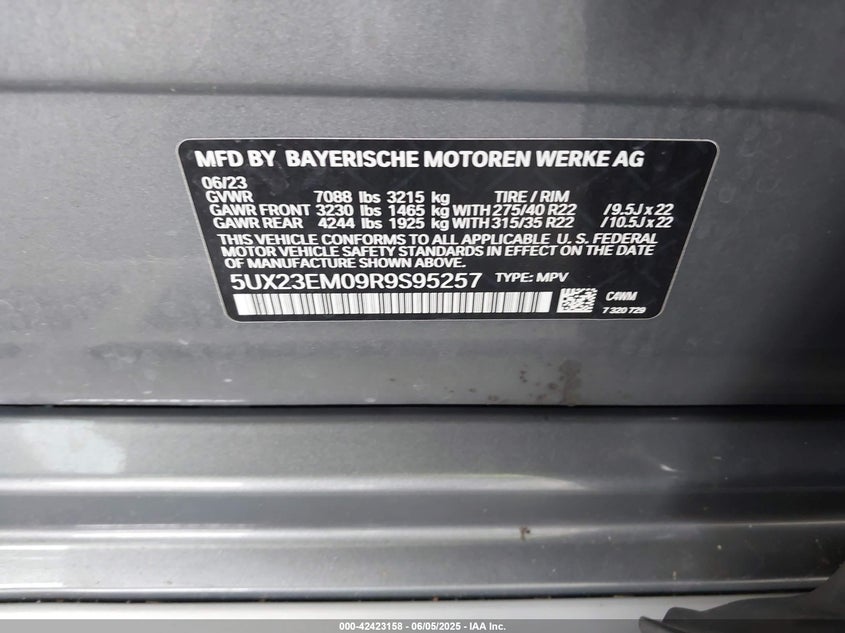 MFD BY BAYERISCHE MOTOREN WERKE AG
06/23
GVWR 7088 lbs 3215 kg TIRE / RIM
GAWR FRONT 3230 lbs 1465 kg WITH 275/40 R22 /9.5J x 22
GAWR REAR 4244 lbs 1925 kg WITH 315/35 R22 /10.5J x 22
THIS VEHICLE CONFORMS TO ALL APPLICABLE U. S. FEDERAL
MOTOR VEHICLE SAFETY STANDARDS IN EFFECT ON THE DATE
OF MANUFACTURE SHOWN ABOVE.
5UX23EM09R9S95257 TYPE: MPV
C4WM
7 320 729
000-42423158 - 06/05/2025 - IAA Inc.